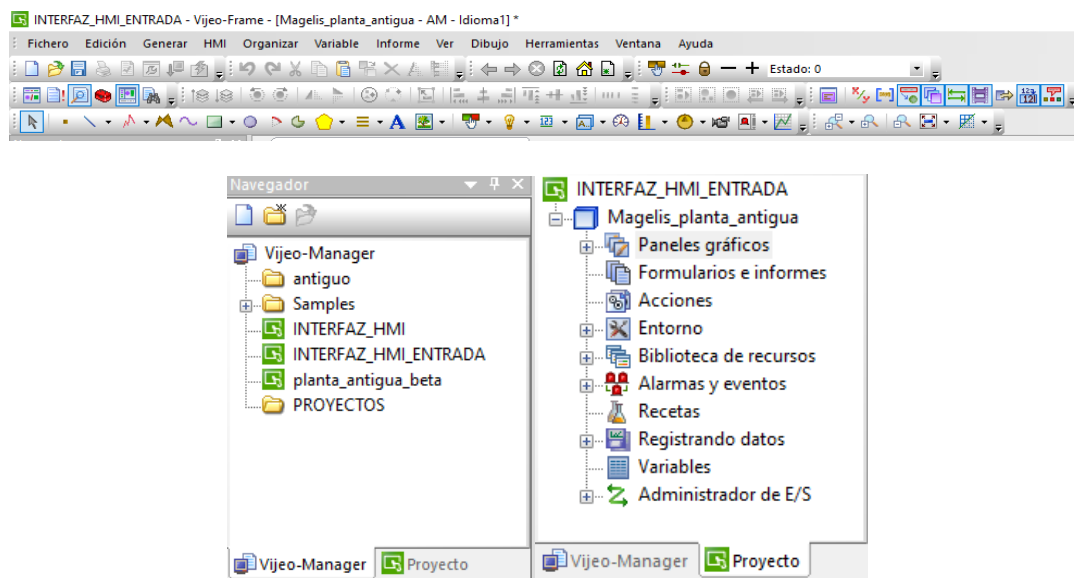 INTERFAZ_HMI_ENTRADA - Vijeo-Frame - [Magelis_planta_antigua - AM - Idioma1] *
Fichero Edición Generar HMI Organizar Variable Informe Ver Dibujo Herramientas Ventana Ayuda
Estado: 0
Navegador
Vijeo-Manager
antiguo
Samples
INTERFAZ_HMI
INTERFAZ_HMI_ENTRADA
planta_antigua_beta
PROYECTOS
Vijeo-Manager Proyecto
INTERFAZ_HMI_ENTRADA
Magelis_planta_antigua
Paneles gráficos
Formularios e informes
Acciones
Entorno
Biblioteca de recursos
Alarmas y eventos
Recetas
Registrando datos
Variables
Administrador de E/S
Vijeo-Manager Proyecto